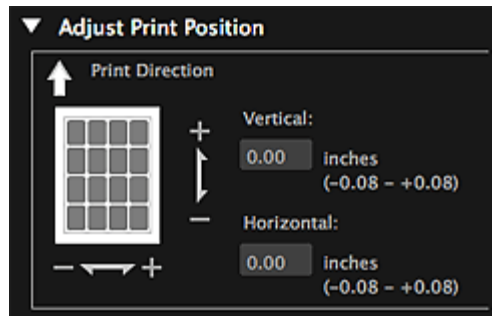 Adjust Print Position
Print Direction
Vertical:
0.00 inches
(−0.08 – +0.08)
Horizontal:
0.00 inches
(−0.08 – +0.08)